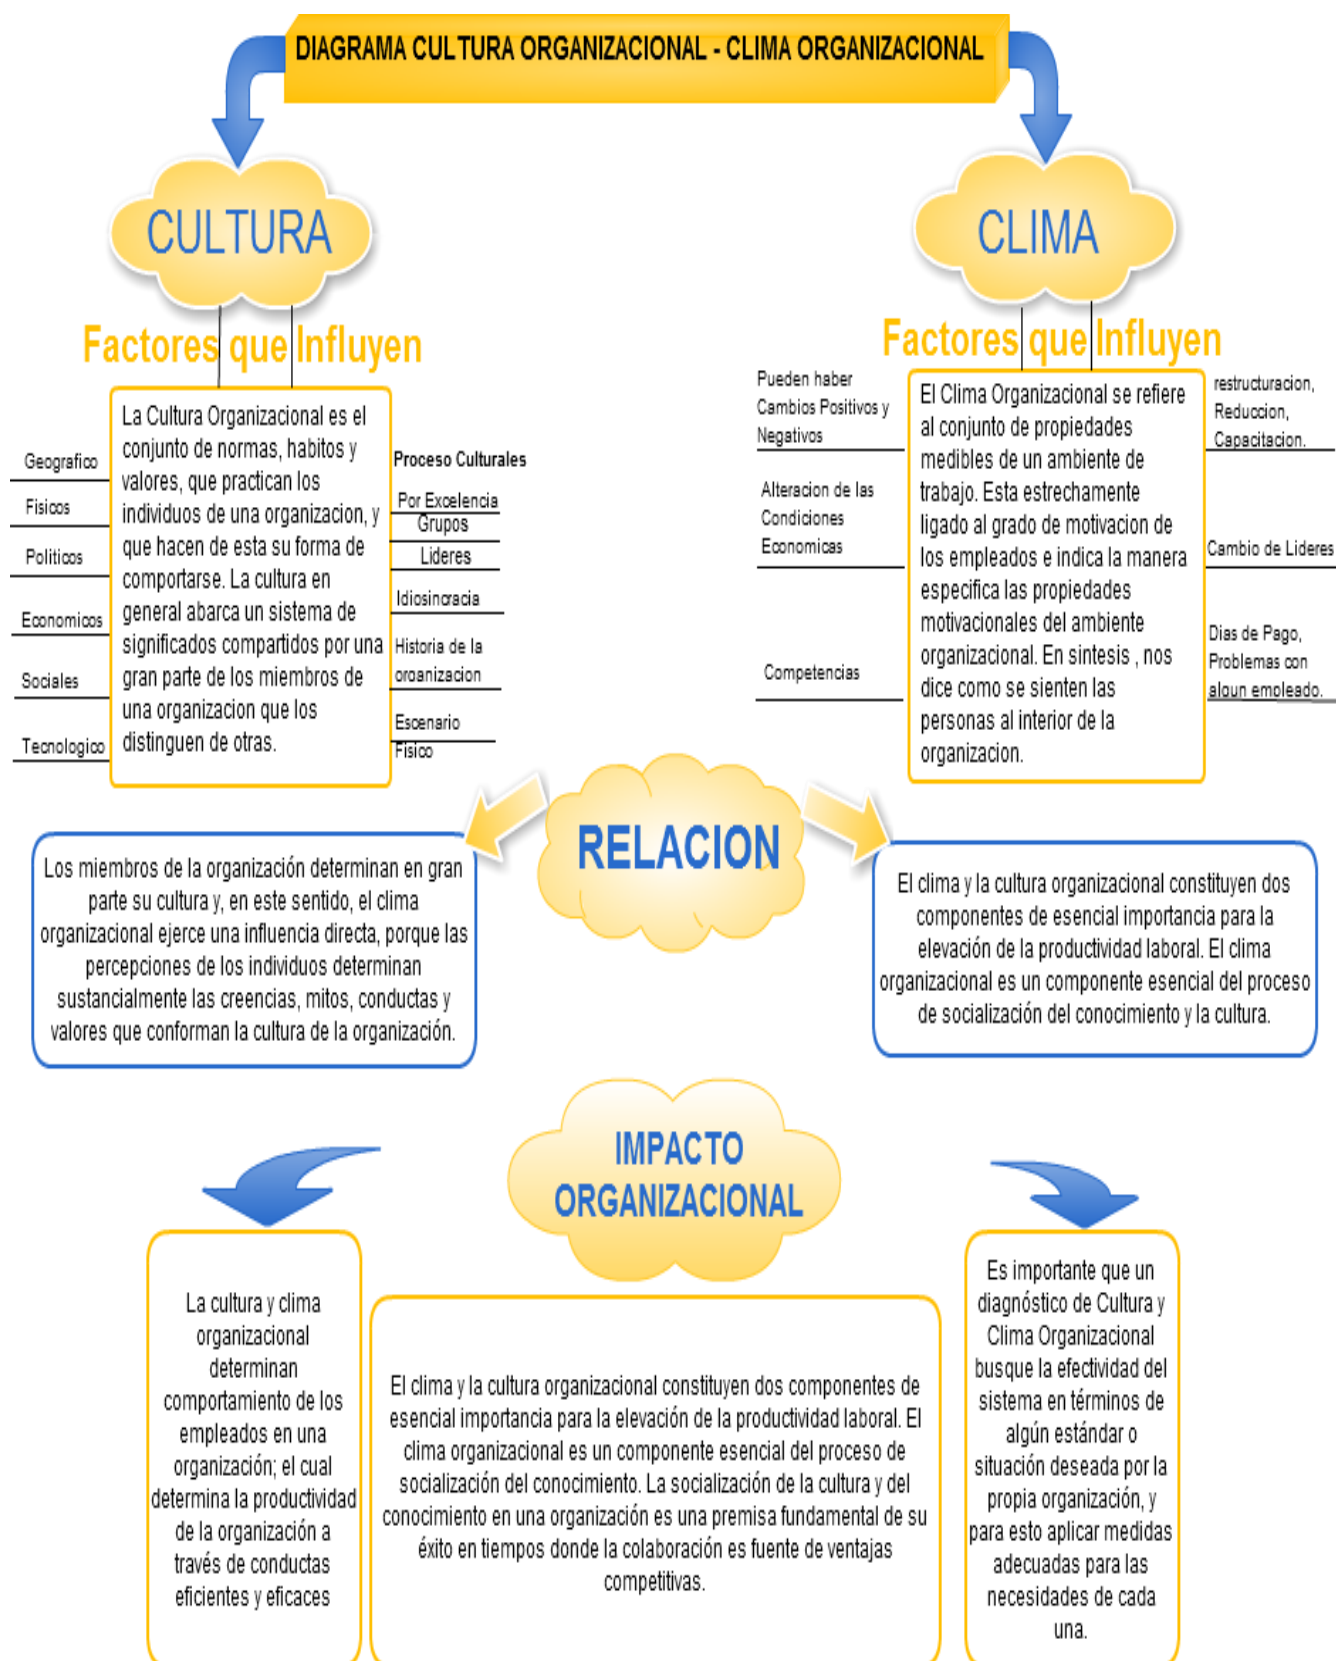 DIAGRAMA CULTURA ORGANIZACIONAL - CLIMA ORGANIZACIONAL
CULTURA
Factores que Influyen
Geografico
Fisicos
Politicos
Economicos
Sociales
Tecnologico
La Cultura Organizacional es el
conjunto de normas, habitos y
valores, que practican los
individuos de una organizacion, y
que hacen de esta su forma de
comportarse. La cultura en
general abarca un sistema de
significados compartidos por una
gran parte de los miembros de
una organizacion que los
distinguen de otras.
Proceso Culturales
Por Excelencia
Grupos
Lideres
Idiosincracia
Historia de la
organizacion
Escenario
Fisico
CLIMA
Factores que Influyen
Pueden haber
Cambios Positivos y
Negativos
Alteracion de las
Condiciones
Economicas
Competencias
El Clima Organizacional se refiere
al conjunto de propiedades
medibles de un ambiente de
trabajo. Esta estrechamente
ligado al grado de motivacion de
los empleados e indica la manera
especifica las propiedades
motivacionales del ambiente
organizacional. En sintesis , nos
dice como se sienten las
personas al interior de la
organizacion.
restructuracion,
Reduccion,
Capacitacion.
Cambio de Lideres
Dias de Pago,
Problemas con
algun empleado.
RELACION
Los miembros de la organización determinan en gran
parte su cultura y, en este sentido, el clima
organizacional ejerce una influencia directa, porque las
percepciones de los individuos determinan
sustancialmente las creencias, mitos, conductas y
valores que conforman la cultura de la organización.
El clima y la cultura organizacional constituyen dos
componentes de esencial importancia para la
elevación de la productividad laboral. El clima
organizacional es un componente esencial del proceso
de socialización del conocimiento y la cultura.
IMPACTO
ORGANIZACIONAL
La cultura y clima
organizacional
determinan
comportamiento de los
empleados en una
organización; el cual
determina la productividad
de la organización a
través de conductas
eficientes y eficaces
El clima y la cultura organizacional constituyen dos componentes de
esencial importancia para la elevación de la productividad laboral. El
clima organizacional es un componente esencial del proceso de
socialización del conocimiento. La socialización de la cultura y del
conocimiento en una organización es una premisa fundamental de su
éxito en tiempos donde la colaboración es fuente de ventajas
competitivas.
Es importante que un
diagnóstico de Cultura y
Clima Organizacional
busque la efectividad del
sistema en términos de
algún estándar o
situación deseada por la
propia organización, y
para esto aplicar medidas
adecuadas para las
necesidades de cada
una.